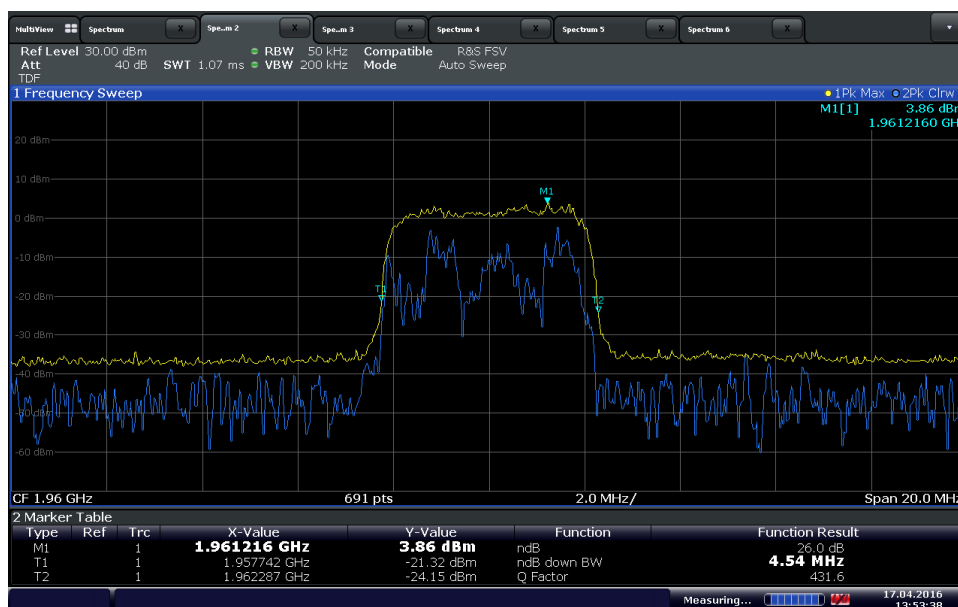 MultiView Spectrum X Spe...m 2 X Spe...m 3 X Spectrum 4 X Spectrum 5 X Spectrum 6 X
Ref Level 30.00 dBm RBW 50 kHz Compatible R&S FSV
Att 40 dB SWT 1.07 ms VBW 200 kHz Mode Auto Sweep
TDF
1 Frequency Sweep 1Pk Max 2Pk Clrw
M1[1] 3.86 dBm
1.9612160 GH
20 dBm
10 dBm
M1
0 dBm
-10 dBm
T1
-20 dBm
T2
-30 dBm
-40 dBm
-50 dBm
-60 dBm
CF 1.96 GHz 691 pts 2.0 MHz/ Span 20.0 MHz
2 Marker Table
Type Ref Trc X-Value Y-Value Function Function Result
M1 1 1.961216 GHz 3.86 dBm ndB 26.0 dB
T1 1 1.957742 GHz -21.32 dBm ndB down BW 4.54 MHz
T2 1 1.962287 GHz -24.15 dBm Q Factor 431.6
Measuring... 17.04.2016
13:53:38